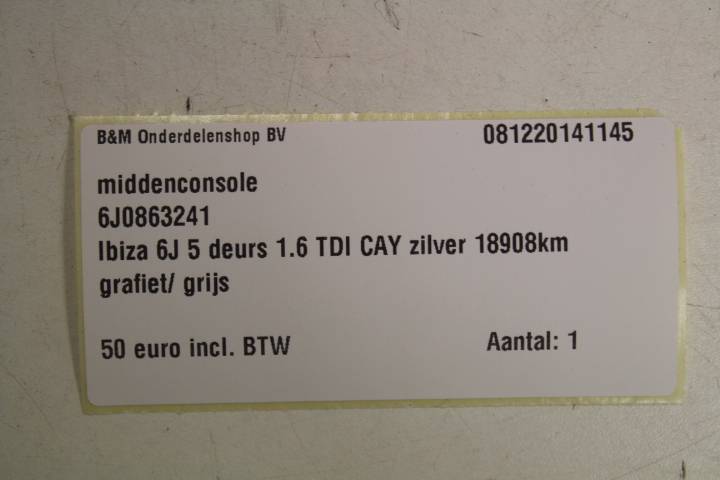 B&M Onderdelenshop BV 081220141145
middenconsole
6J0863241
Ibiza 6J 5 deurs 1.6 TDI CAY zilver 18908km
grafiet/ grijs
50 euro incl. BTW Aantal: 1